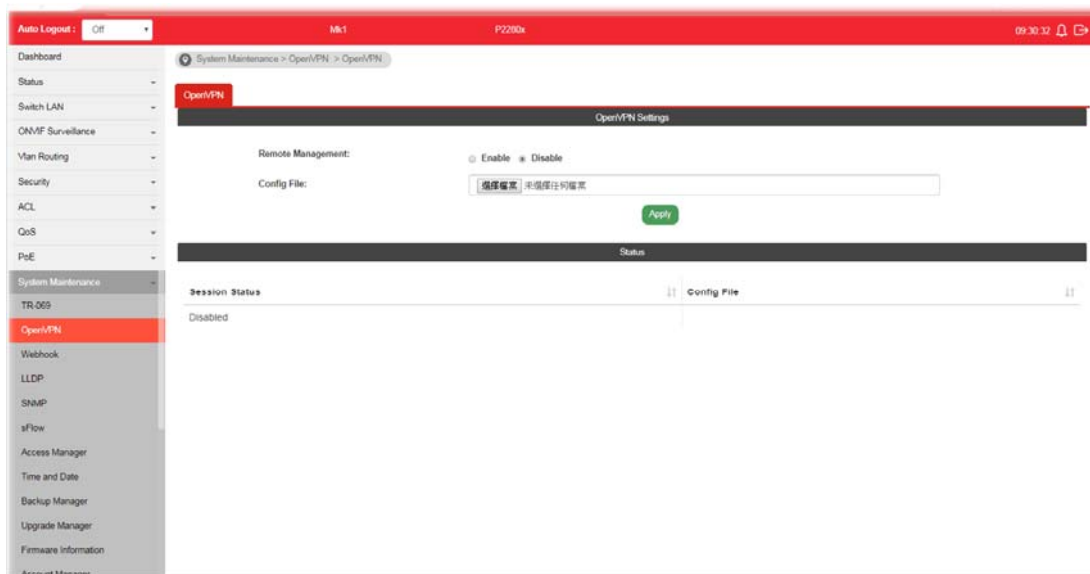 Auto Logout : Off Mk1 P2280x 09:30:32
Dashboard
Status
Switch LAN
ONVIF Surveillance
Vlan Routing
Security
ACL
QoS
PoE
System Maintenance
TR-069
OpenVPN
Webhook
LLDP
SNMP
sFlow
Access Manager
Time and Date
Backup Manager
Upgrade Manager
Firmware Information
Account Manager
System Maintenance > OpenVPN > OpenVPN
OpenVPN
OpenVPN Settings
Remote Management: Enable Disable
Config File: 選擇檔案 未選擇任何檔案
Apply
Status
Session Status Config File
Disabled